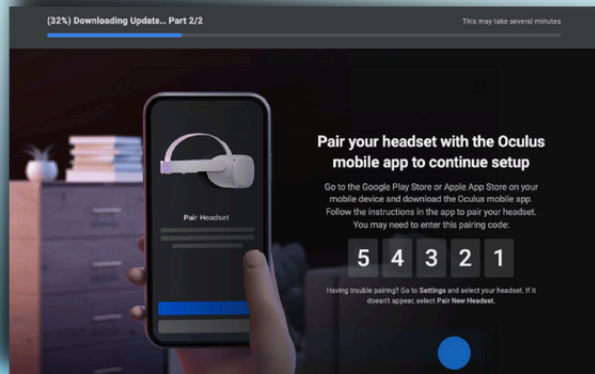 (32%) Downloading Update... Part 2/2
This may take several minutes
Pair your headset with the Oculus
mobile app to continue setup
Go to the Google Play Store or Apple App Store on your
mobile device and download the Oculus mobile app.
Follow the instructions in the app to pair your headset.
You may need to enter this pairing code:
5 4 3 2 1
Having trouble pairing? Go to Settings and select your headset. If it
doesn't appear, select Pair New Headset.
Pair Headset